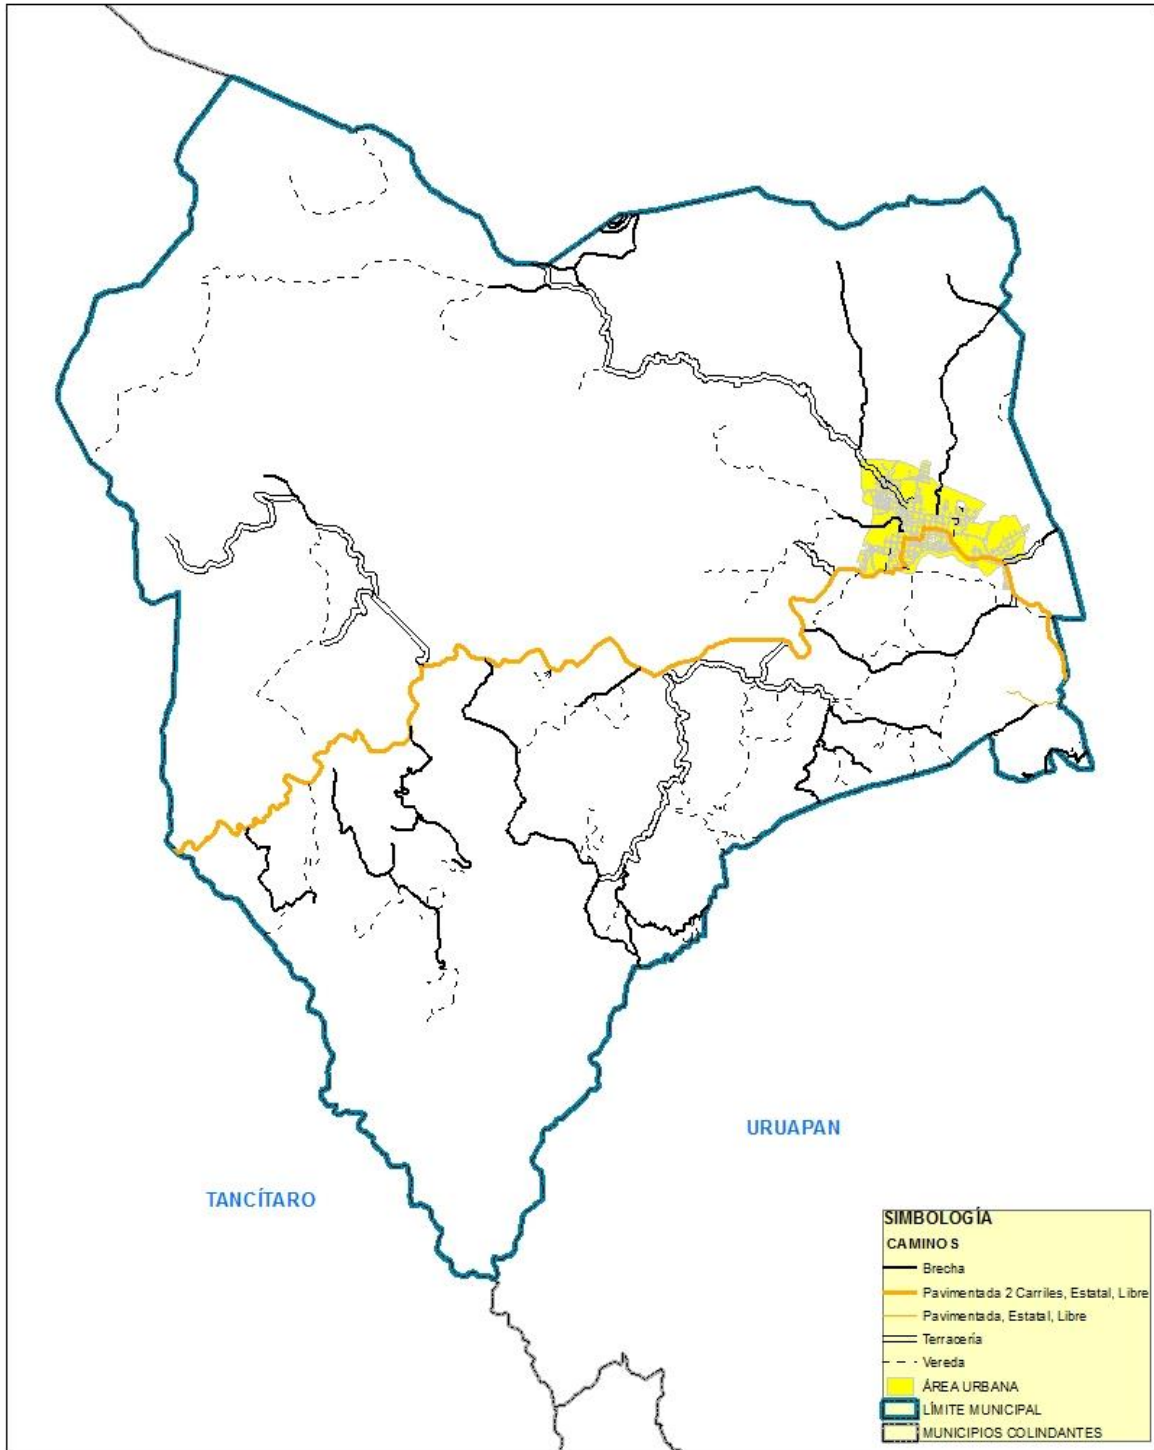 URUAPAN
TANCÍTARO
SIMBOLOGÍA
CAMINOS
Brecha
Pavimentada 2 Carriles, Estatal, Libre
Pavimentada, Estatal, Libre
Terracería
Vereda
ÁREA URBANA
LÍMITE MUNICIPAL
MUNICIPIOS COLINDANTES